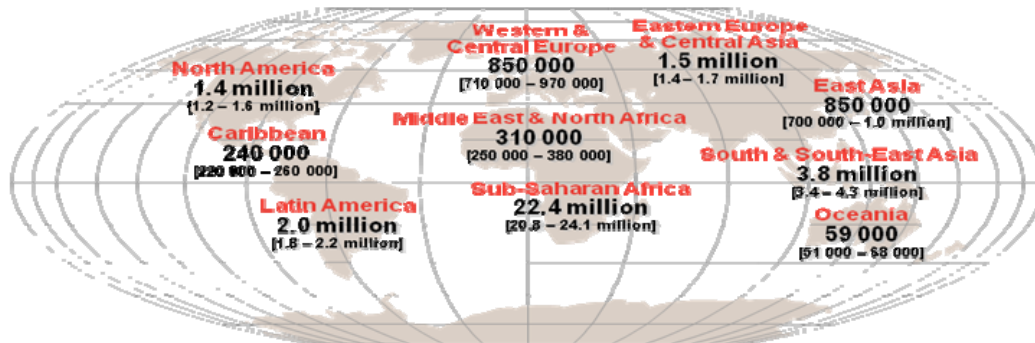 Western &
Central Europe
850 000
[710 000 – 970 000]
Eastern Europe
& Central Asia
1.5 million
[1.4 – 1.7 million]
North America
1.4 million
[1.2 – 1.6 million]
East Asia
850 000
[700 000 – 1.0 million]
Caribbean
240 000
[220 000 – 260 000]
Middle East & North Africa
310 000
[250 000 – 380 000]
South & South-East Asia
3.8 million
[3.4 – 4.3 million]
Sub-Saharan Africa
22.4 million
[20.8 – 24.1 million]
Latin America
2.0 million
[1.8 – 2.2 million]
Oceania
59 000
[51 000 – 68 000]